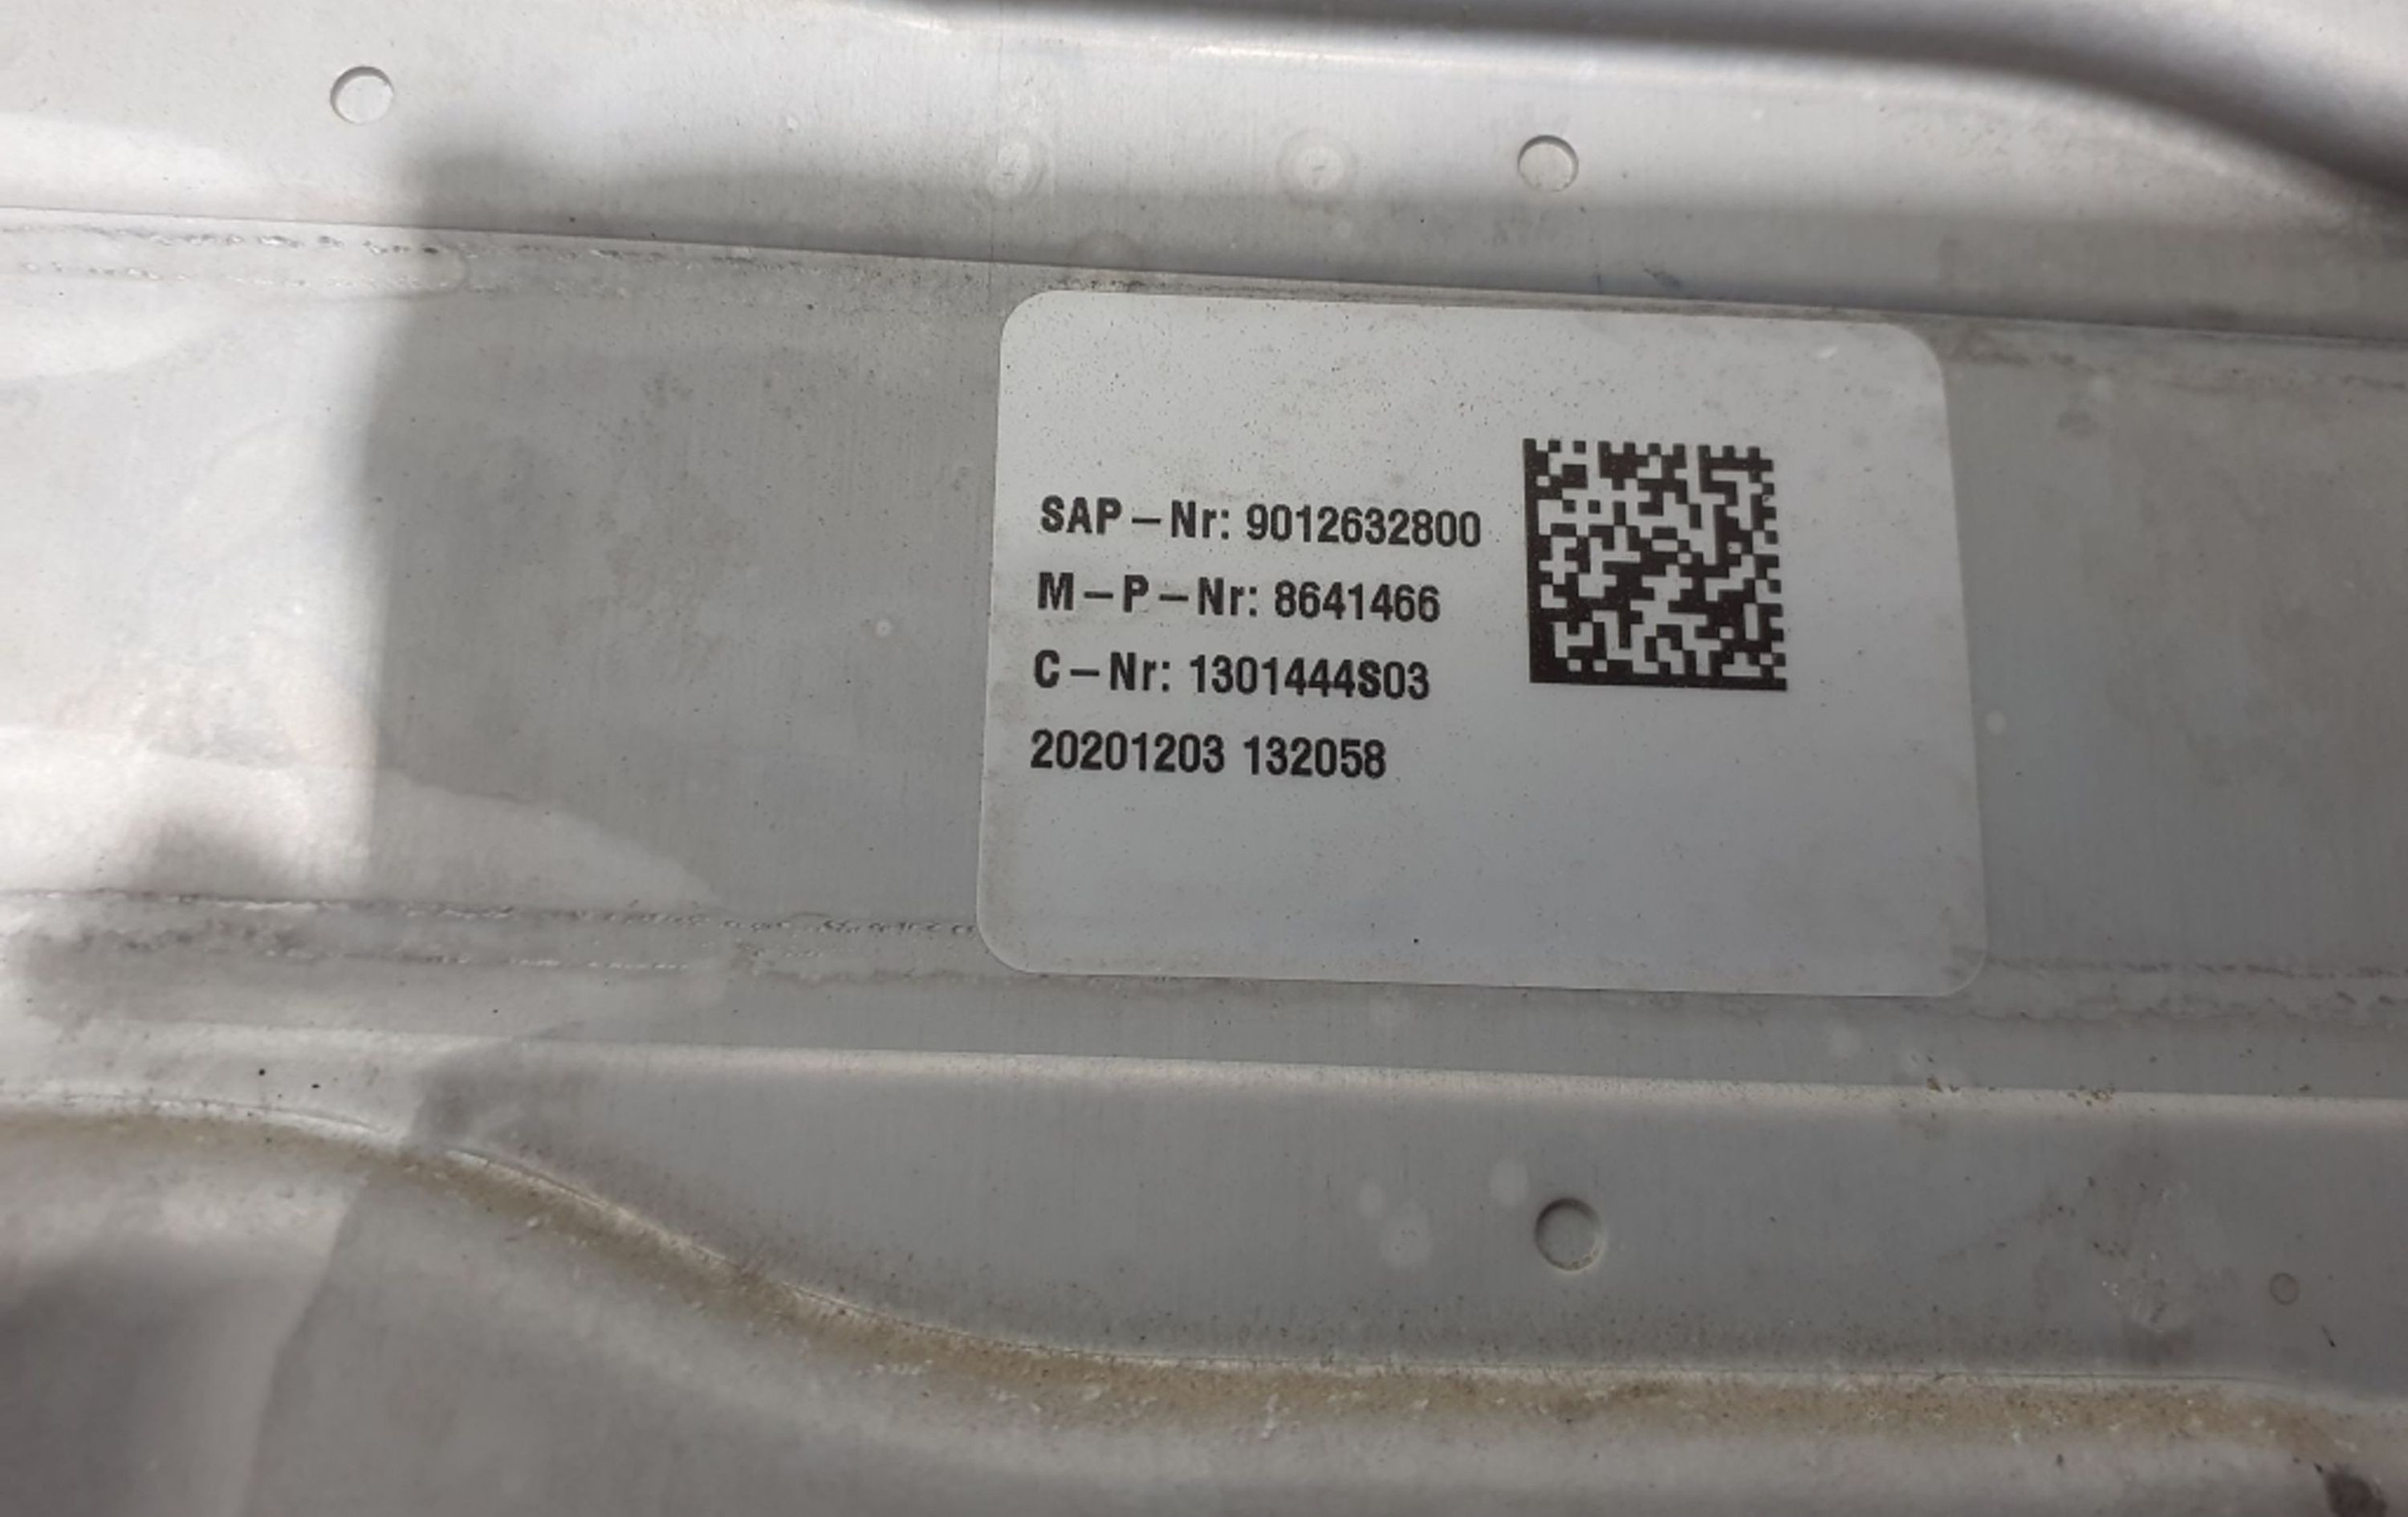 SAP – Nr: 9012632800
M – P – Nr: 8641466
C – Nr: 1301444S03
20201203 132058